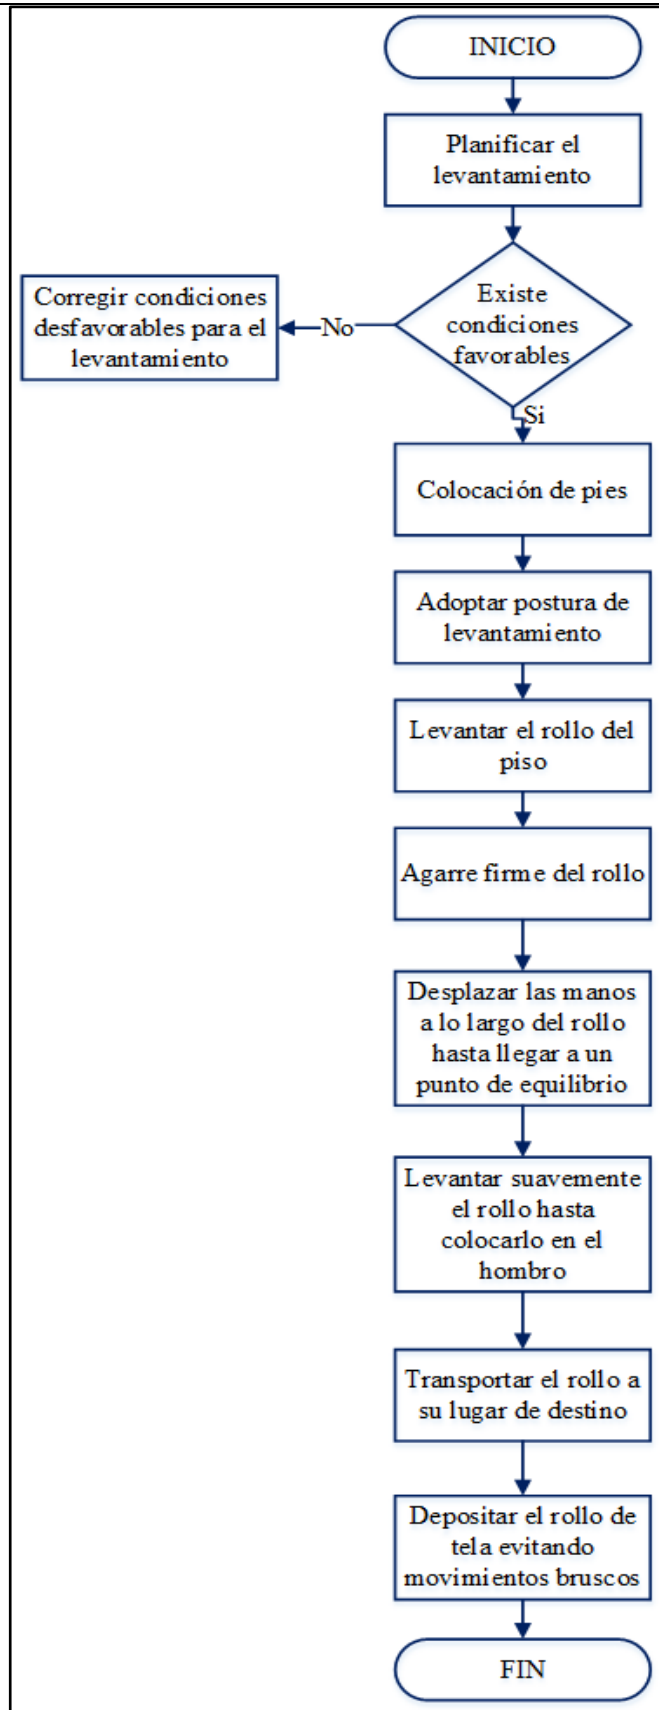 INICIO
Planificar el
levantamiento
Existe
condiciones
favorables
No
Corregir condiciones
desfavorables para el
levantamiento
Si
Colocación de pies
Adoptar postura de
levantamiento
Levantar el rollo del
piso
Agarre firme del rollo
Desplazar las manos
a lo largo del rollo
hasta llegar a un
punto de equilibrio
Levantar suavemente
el rollo hasta
colocarlo en el
hombro
Transportar el rollo a
su lugar de destino
Depositar el rollo de
tela evitando
movimientos bruscos
FIN